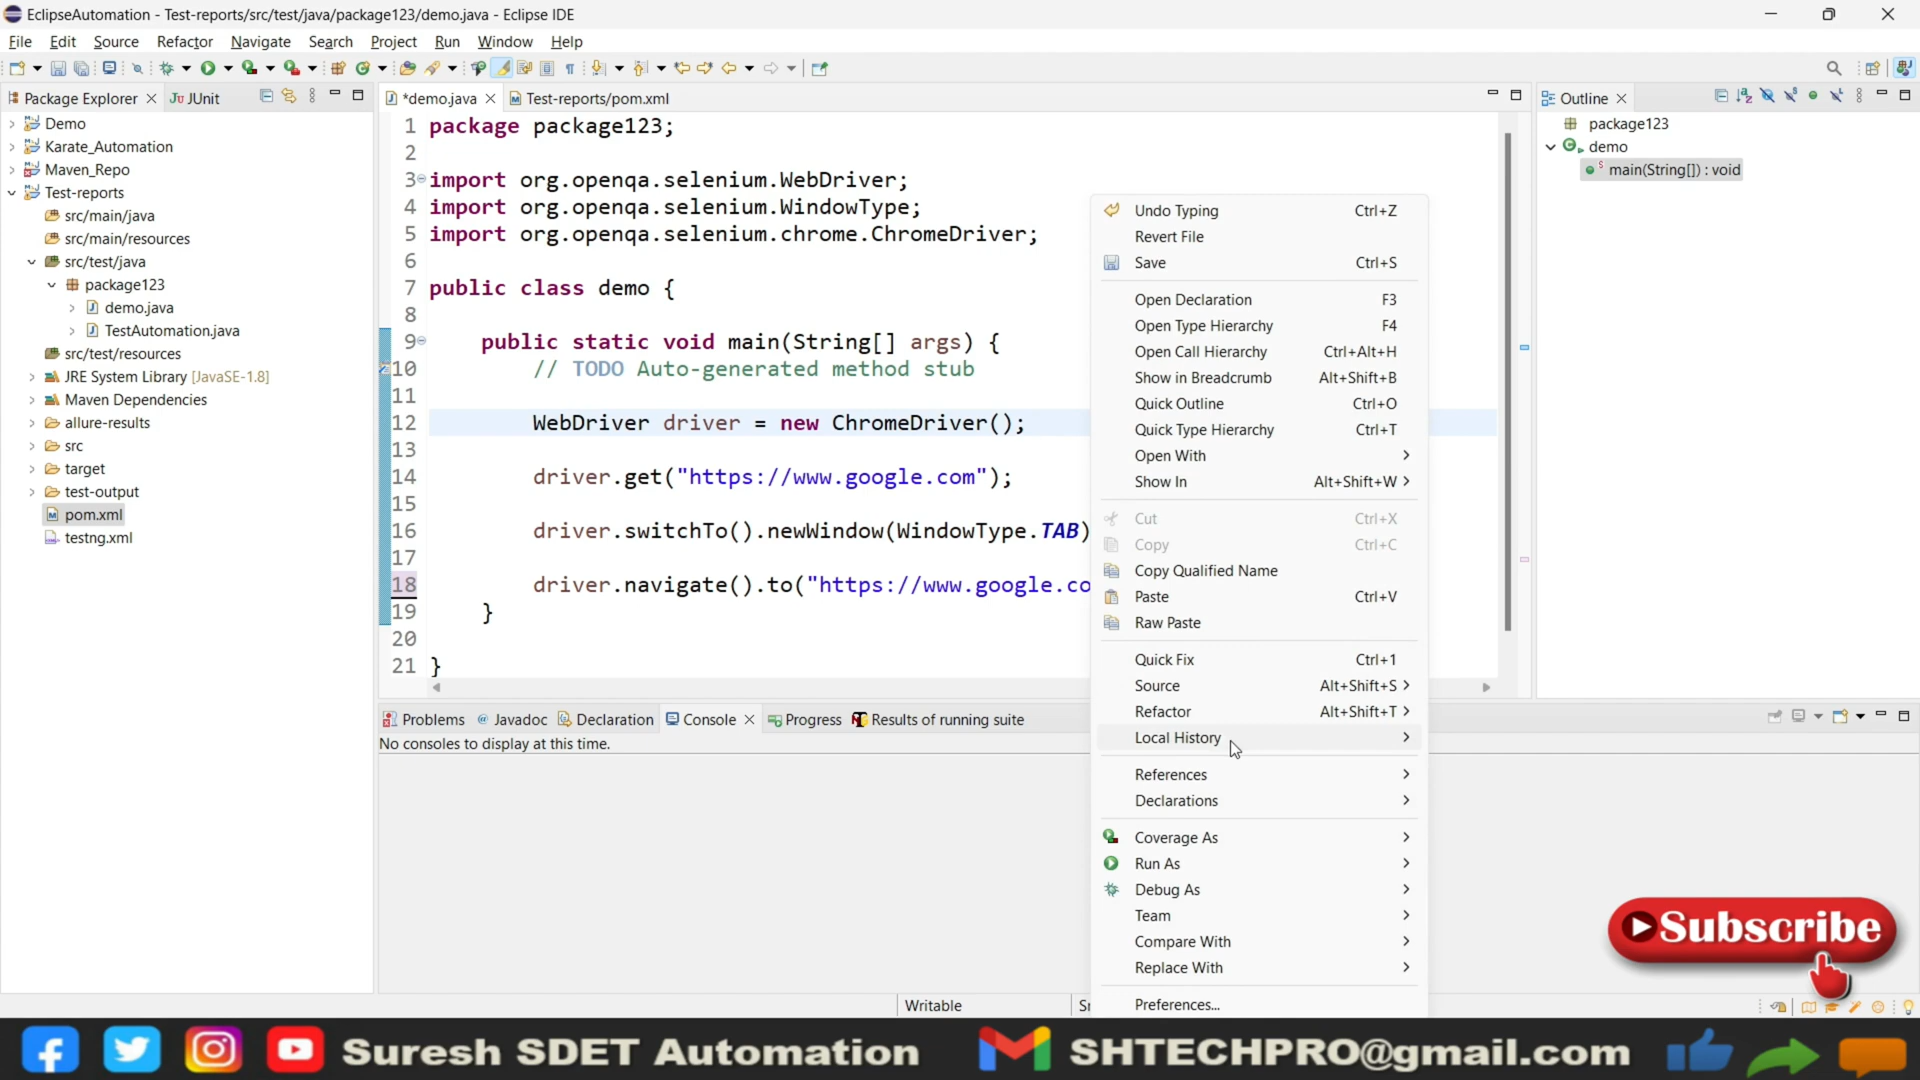 EclipseAutomation - Test-reports/src/test/java/package123/demo.java - Eclipse IDE
File Edit Source Refactor Navigate Search Project Run Window Help
Package Explorer JUnit
Demo
Karate_Automation
Maven_Repo
Test-reports
src/main/java
src/main/resources
src/test/java
package123
demo.java
TestAutomation.java
src/test/resources
JRE System Library [JavaSE-1.8]
Maven Dependencies
allure-results
src
target
test-output
pom.xml
testng.xml
*demo.java Test-reports/pom.xml
1 package package123;
2
3 import org.openqa.selenium.WebDriver;
4 import org.openqa.selenium.WindowType;
5 import org.openqa.selenium.chrome.ChromeDriver;
6
7 public class demo {
8
9 public static void main(String[] args) {
10 // TODO Auto-generated method stub
11
12 WebDriver driver = new ChromeDriver();
13
14 driver.get("https://www.google.com");
15
16 driver.switchTo().newWindow(WindowType.TAB)
17
18 driver.navigate().to("https://www.google.co
19 }
20
21 }
Undo Typing Ctrl+Z
Revert File
Save Ctrl+S
Open Declaration F3
Open Type Hierarchy F4
Open Call Hierarchy Ctrl+Alt+H
Show in Breadcrumb Alt+Shift+B
Quick Outline Ctrl+O
Quick Type Hierarchy Ctrl+T
Open With
Show In Alt+Shift+W
Cut Ctrl+X
Copy Ctrl+C
Copy Qualified Name
Paste Ctrl+V
Raw Paste
Quick Fix Ctrl+1
Source Alt+Shift+S
Refactor Alt+Shift+T
Local History
References
Declarations
Coverage As
Run As
Debug As
Team
Compare With
Replace With
Preferences...
Outline
package123
demo
main(String[]) : void
Problems Javadoc Declaration Console Progress Results of running suite
No consoles to display at this time.
Writable
Subscribe
Suresh SDET Automation SHTECHPRO@gmail.com